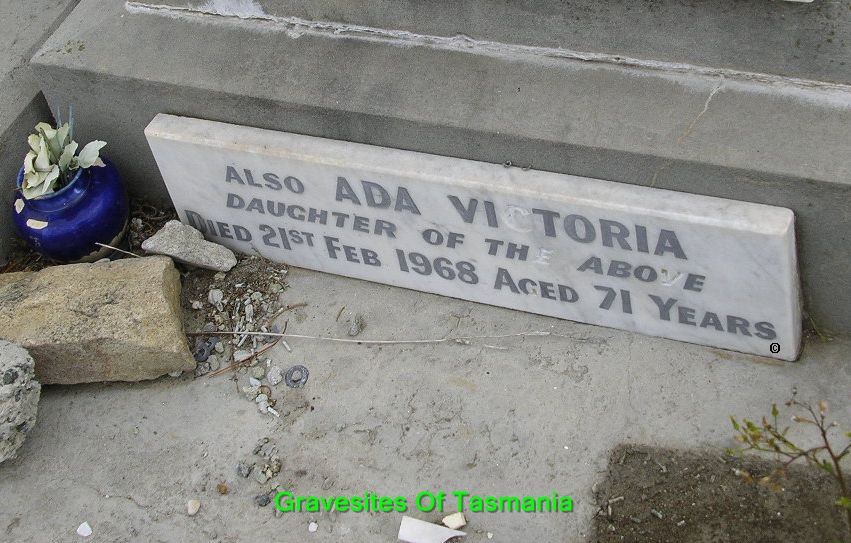 ALSO ADA VICTORIA
DAUGHTER OF THE ABOVE
DIED 21ST FEB 1968 AGED 71 YEARS
©
Gravesites Of Tasmania